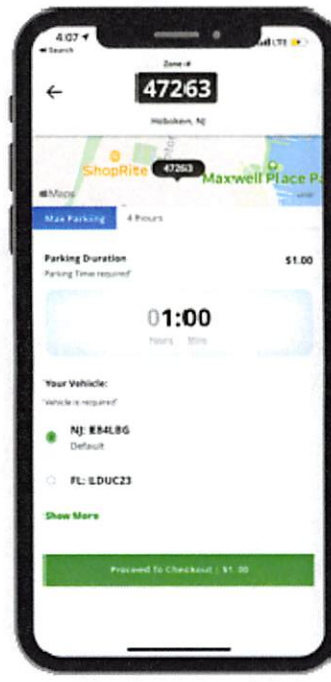 4:07 LTE
Search
Zone #
47263
Hoboken, NJ
ShopRite 47263 Maxwell Place Pa
Maps
Max Parking 4 Hours
Parking Duration $1.00
Parking Time required*
01:00
Hours Mins
Your Vehicle:
Vehicle is required*
Default
FL: LDUC23
Show More
Proceed To Checkout | $1.00